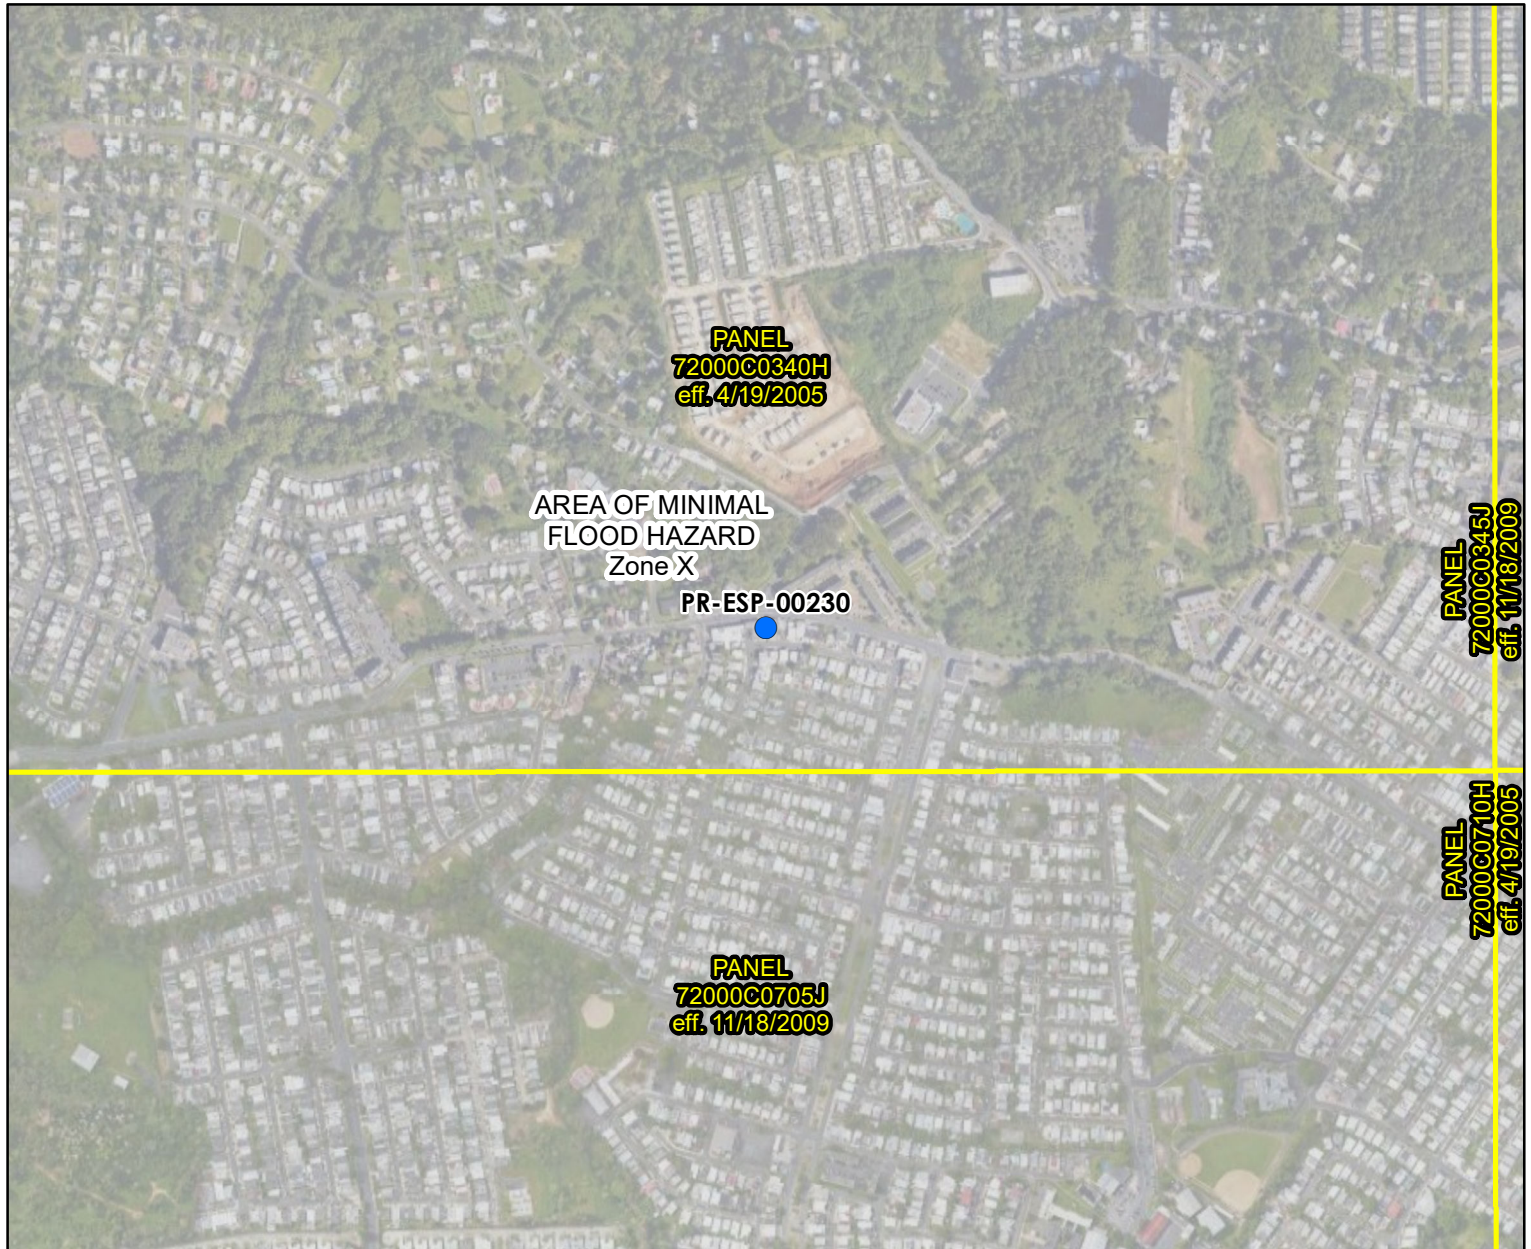 PANEL
72000C0340H
eff. 4/19/2005
AREA OF MINIMAL
FLOOD HAZARD
Zone X
PR-ESP-00230
PANEL
72000C0345J
eff. 11/18/2009
PANEL
72000C0710H
eff. 4/19/2005
PANEL
72000C0705J
eff. 11/18/2009